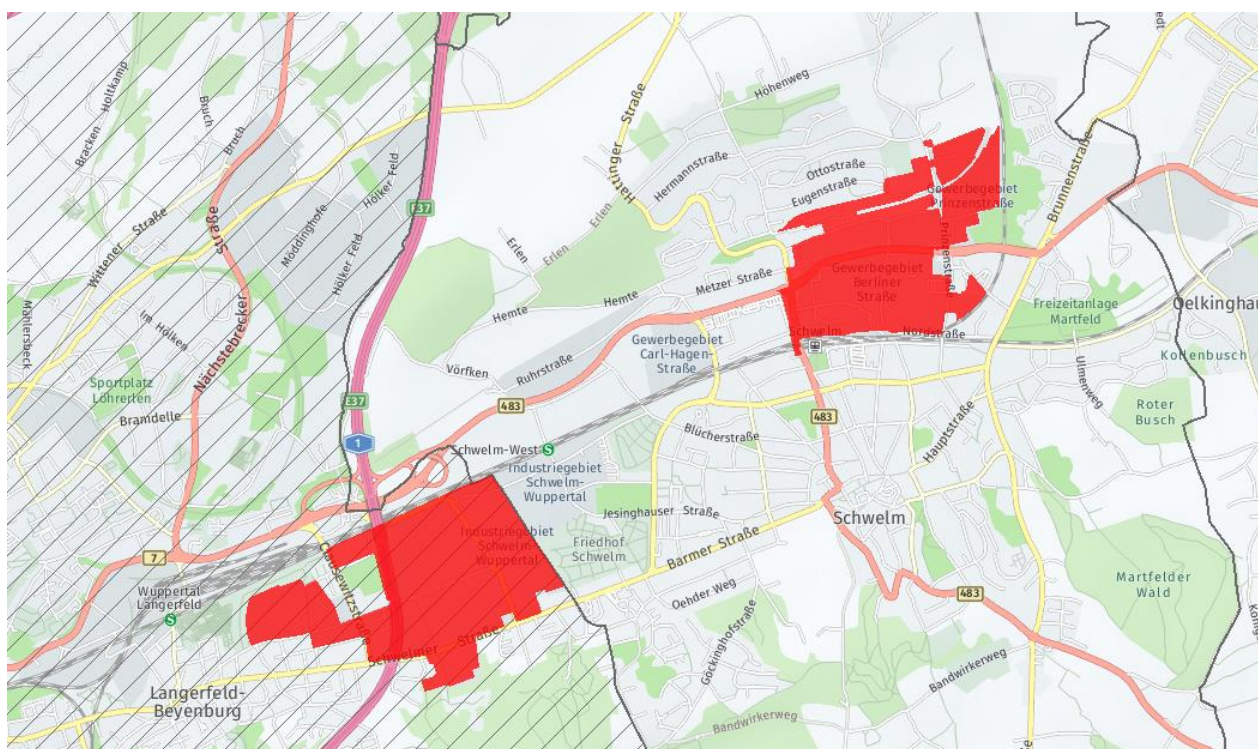 Höhenweg
Bracken
Holtkamp
Bruch
Bruch
Hattinger Straße
Hermannstraße
Ottostraße
Eugenstraße
Gewerbegebiet
Prinzenstraße
Brunnenstraße
Wittener Straße
Möddinghofe
Hölker Feld
Hölker Feld
E37
Erlen
Erlen
Erlen
Prinzenstraße
Metzer Straße
Hemte
Hemte
Gewerbegebiet
Berliner
Straße
Freizeitanlage
Martfeld
Oelkinghau
Im Hölken
Nächstebrecker
Straße
Schwelm
Nordstraße
Gewerbegebiet
Carl-Hagen-
Straße
Kollenbusch
Vörfken
Ruhrstraße
Ulmenweg
Sportplatz
Löhrerlen
Bramdelle
E37
483
483
Roter
Busch
1
Blücherstraße
Hauptstraße
Schwelm-West
S
Industriegebiet
Schwelm-
Wuppertal
Jesinghauser Straße
Schwelm
Industriegebiet
Schwelm-
Wuppertal
Friedhof
Schwelm
Barmer Straße
7
Wuppertal
Langerfeld
S
Clausewitzstraße
Oehder Weg
483
Martfelder
Wald
Schwelmer Straße
Göckinghofstraße
Bandwirkerweg
Langerfeld-
Beyenburg
Bandwirkerweg